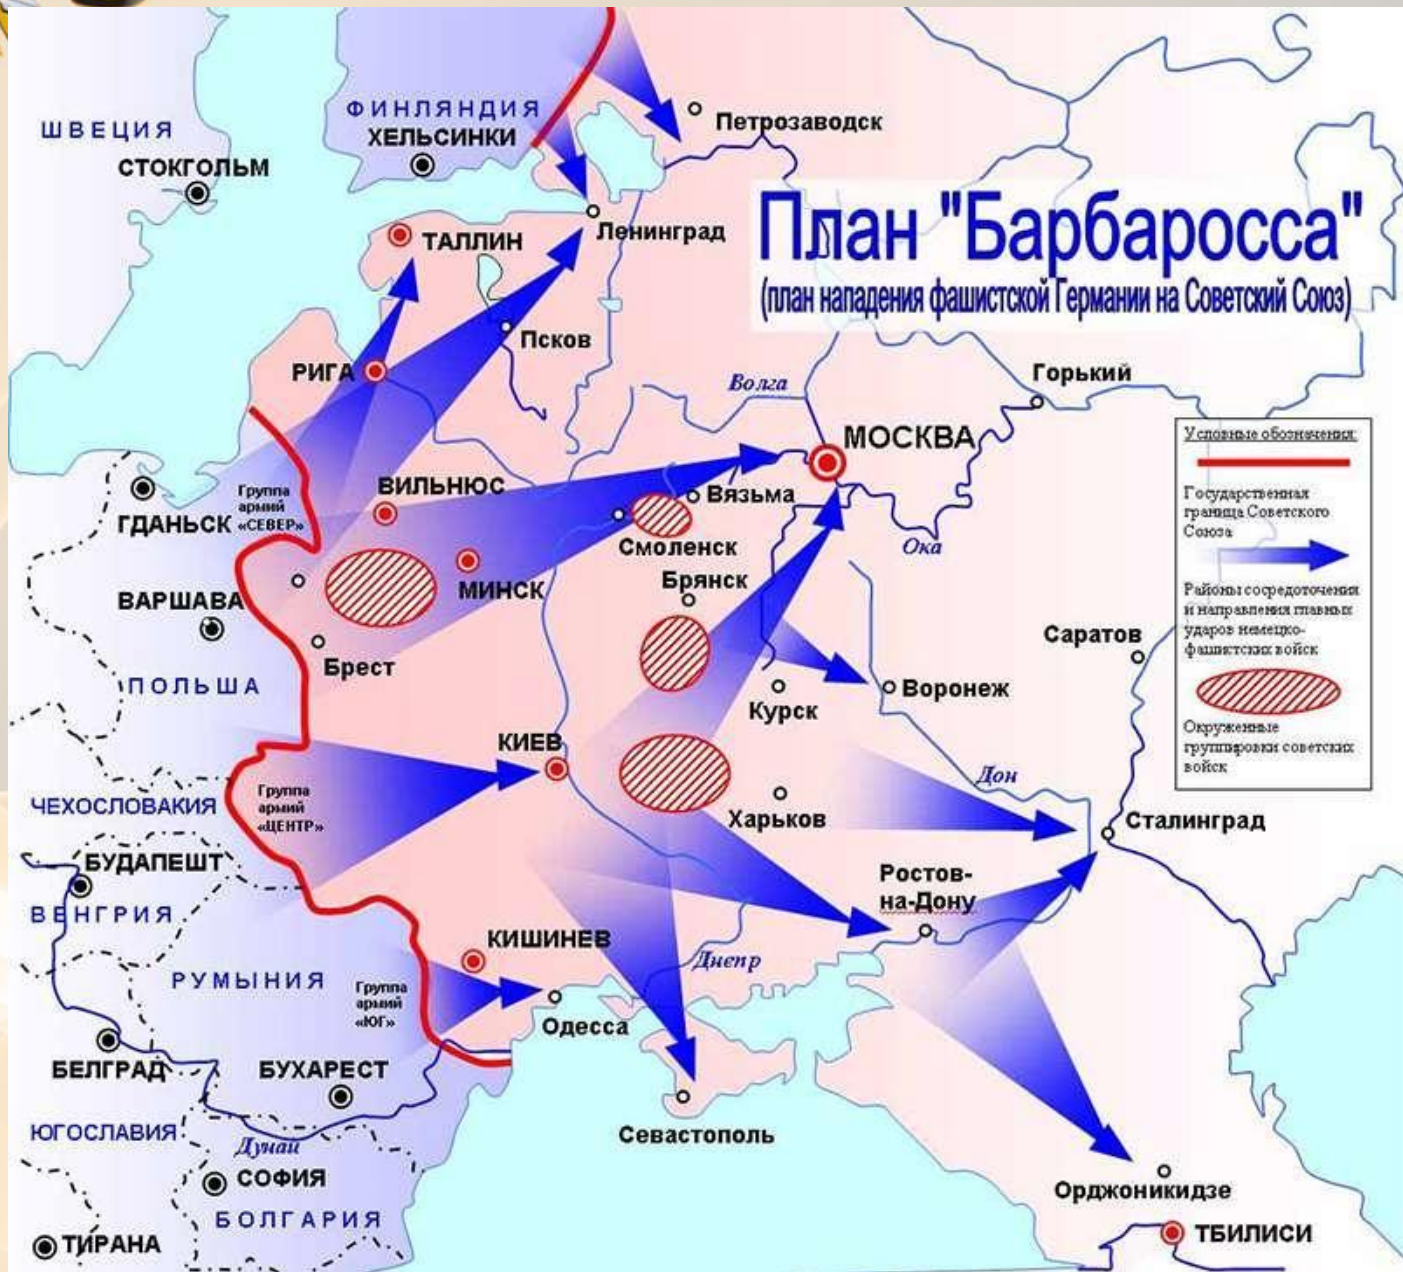 ФИНЛЯНДИЯ
ХЕЛЬСИНКИ
ШВЕЦИЯ
СТОКГОЛЬМ
Петрозаводск
План "Барбаросса"
(план нападения фашистской Германии на Советский Союз)
Ленинград
ТАЛЛИН
Псков
РИГА
Волга
Горький
МОСКВА
Условные обозначения:
Государственная
граница Советского
Союза
Районы сосредоточения
и направления главных
ударов немецко-
фашистских войск
Окруженные
группировки советских
войск
ВИЛЬНЮС
Вязьма
Группа
армий
«СЕВЕР»
ГДАНЬСК
Смоленск
Ока
Брянск
МИНСК
ВАРШАВА
Брест
ПОЛЬША
Саратов
Воронеж
Курск
КИЕВ
Дон
Группа
армий
«ЦЕНТР»
ЧЕХОСЛОВАКИЯ
Харьков
Сталинград
БУДАПЕШТ
ВЕНГРИЯ
Ростов-
на-Дону
КИШИНЕВ
Днепр
РУМЫНИЯ
Группа
армий
«ЮГ»
Одесса
БЕЛГРАД
БУХАРЕСТ
Севастополь
ЮГОСЛАВИЯ
Дунай
СОФИЯ
Орджоникидзе
БОЛГАРИЯ
ТИРАНА
ТБИЛИСИ